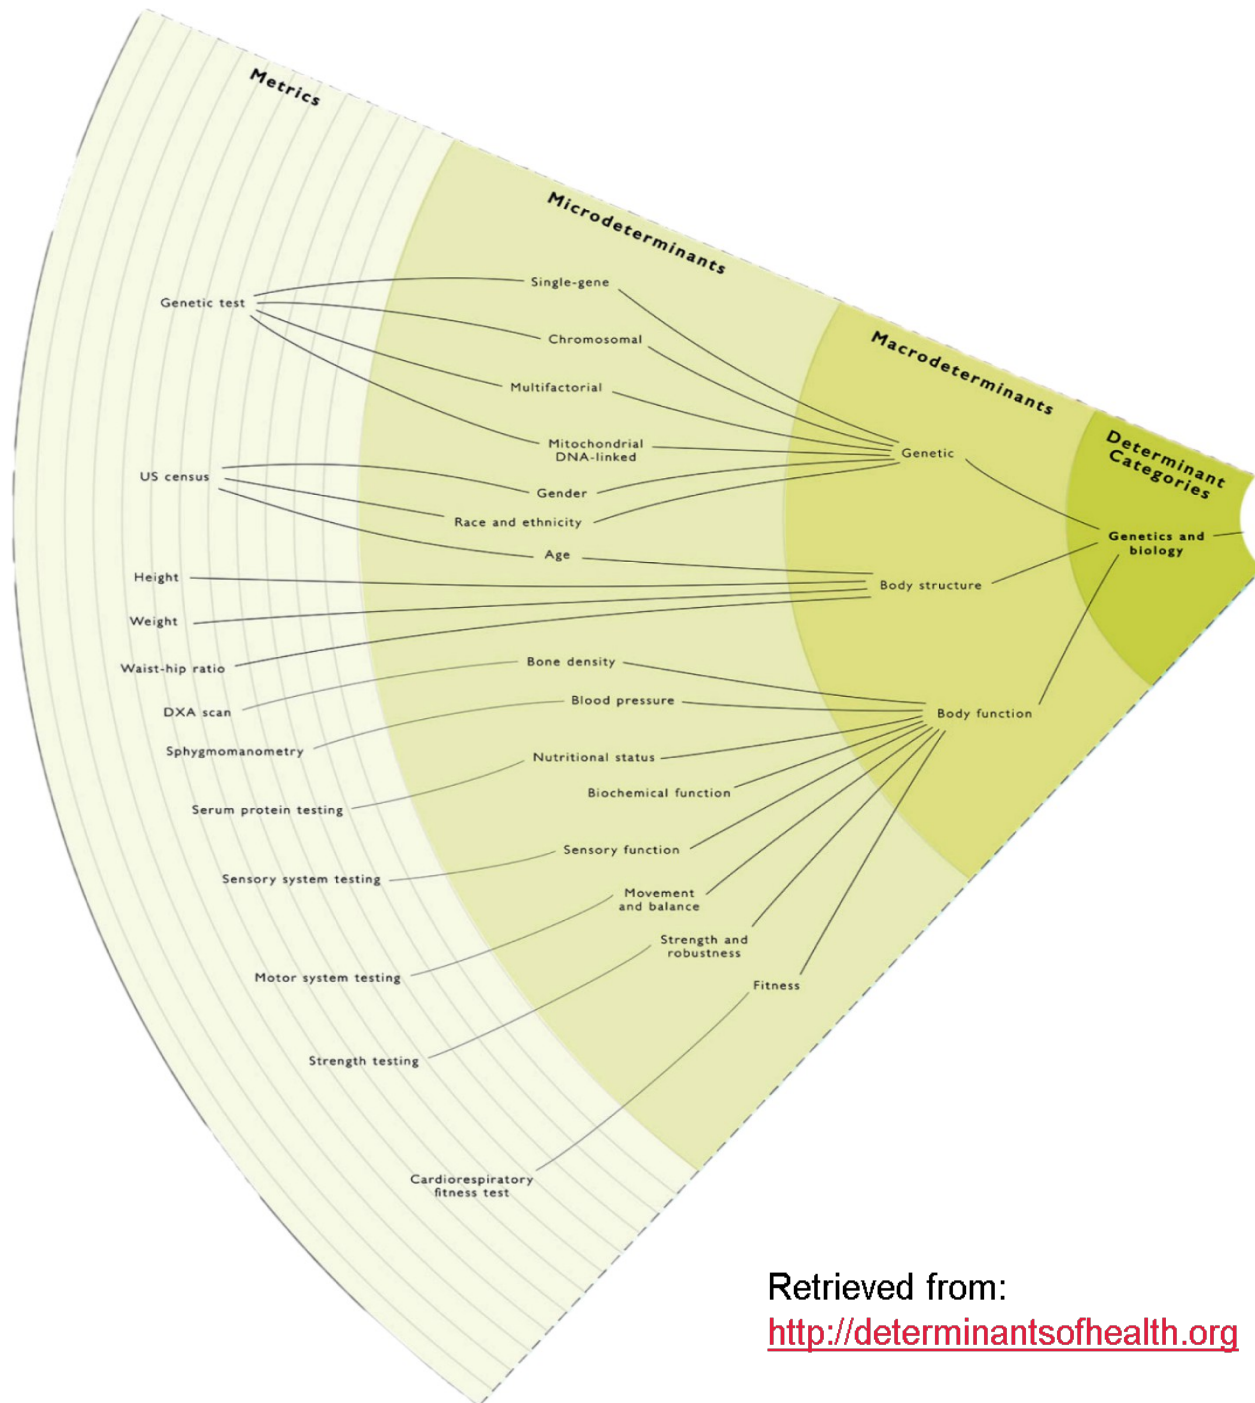 Metrics
Microdeterminants
Macrodeterminants
Determinant
Categories
Single-gene
Genetic test
Chromosomal
Multifactorial
Mitochondrial
DNA-linked
Genetic
US census
Gender
Race and ethnicity
Age
Genetics and
biology
Height
Body structure
Weight
Waist-hip ratio
Bone density
DXA scan
Blood pressure
Body function
Sphygmomanometry
Nutritional status
Serum protein testing
Biochemical function
Sensory function
Sensory system testing
Movement
and balance
Strength and
robustness
Motor system testing
Fitness
Strength testing
Cardiorespiratory
fitness test
Retrieved from:
http://determinantsofhealth.org